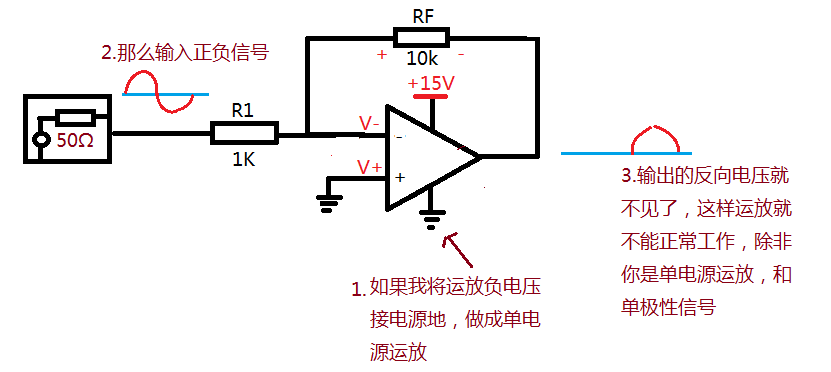 RF
2.那么输入正负信号
+ -
10k
+15V
R1
V-
-
50Ω
1K
V+
+
3.输出的反向电压就
不见了，这样运放就
不能正常工作，除非
你是单电源运放，和
单极性信号
1.如果我将运放负电压
接电源地，做成单电
源运放